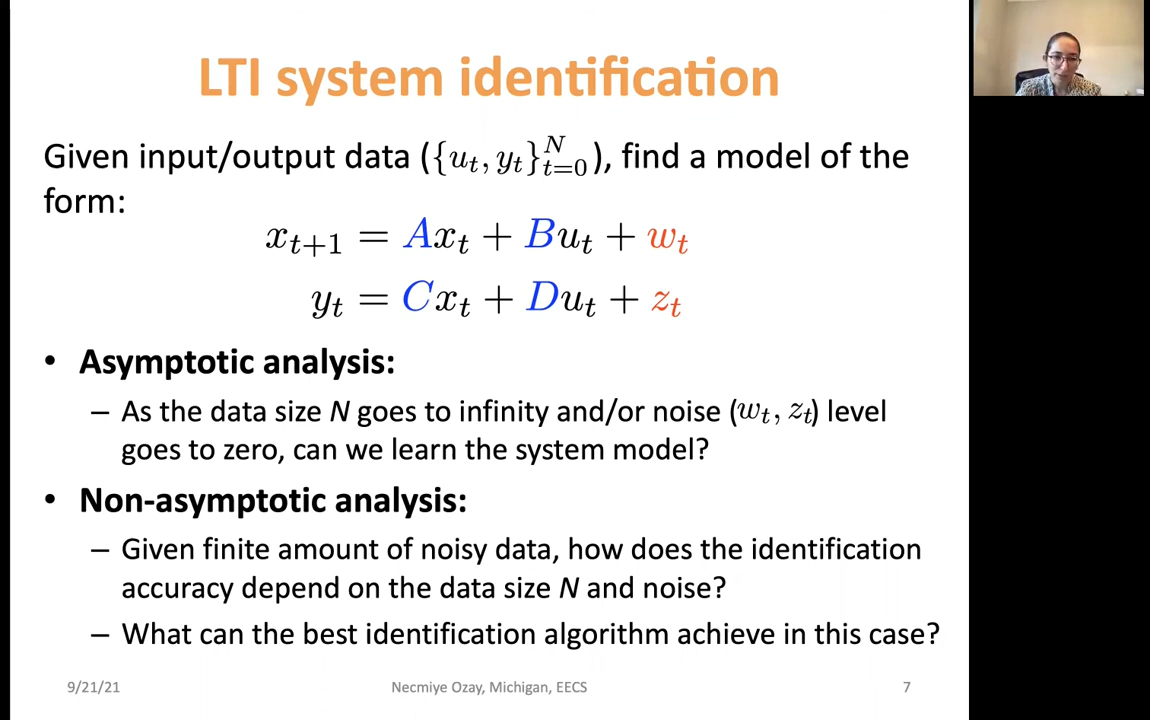 LTI system identification
Given input/output data ({u_t, y_t}_{t=0}^N), find a model of the
form:
x_{t+1} = Ax_t + Bu_t + w_t
y_t = Cx_t + Du_t + z_t
• Asymptotic analysis:
– As the data size N goes to infinity and/or noise (w_t, z_t) level
goes to zero, can we learn the system model?
• Non-asymptotic analysis:
– Given finite amount of noisy data, how does the identification
accuracy depend on the data size N and noise?
– What can the best identification algorithm achieve in this case?
9/21/21
Necmiye Ozay, Michigan, EECS
7